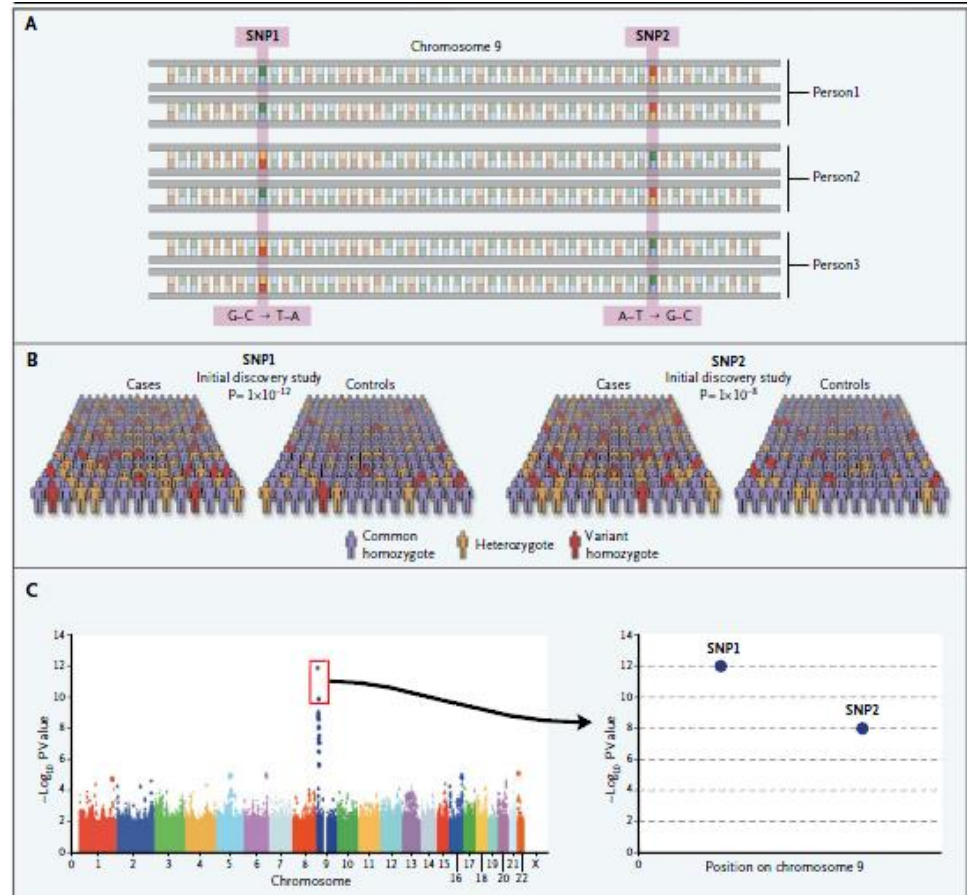 A
SNP1
SNP2
Chromosome 9
Person1
Person2
Person3
G–C → T–A
A–T → G–C
B
SNP1
Initial discovery study
P= 1×10−12
Cases
Controls
SNP2
Initial discovery study
P= 1×10−8
Cases
Controls
Common
homozygote
Heterozygote
Variant
homozygote
C
14
12
10
8
6
4
2
0
−Log10 P Value
0
1 2 3 4 5 6 7 8 9 10 11 12 13 14 15 17 19 21 X
16 18 20 22
Chromosome
14
12
10
8
6
4
2
0
−Log10 P Value
SNP1
SNP2
0
Position on chromosome 9